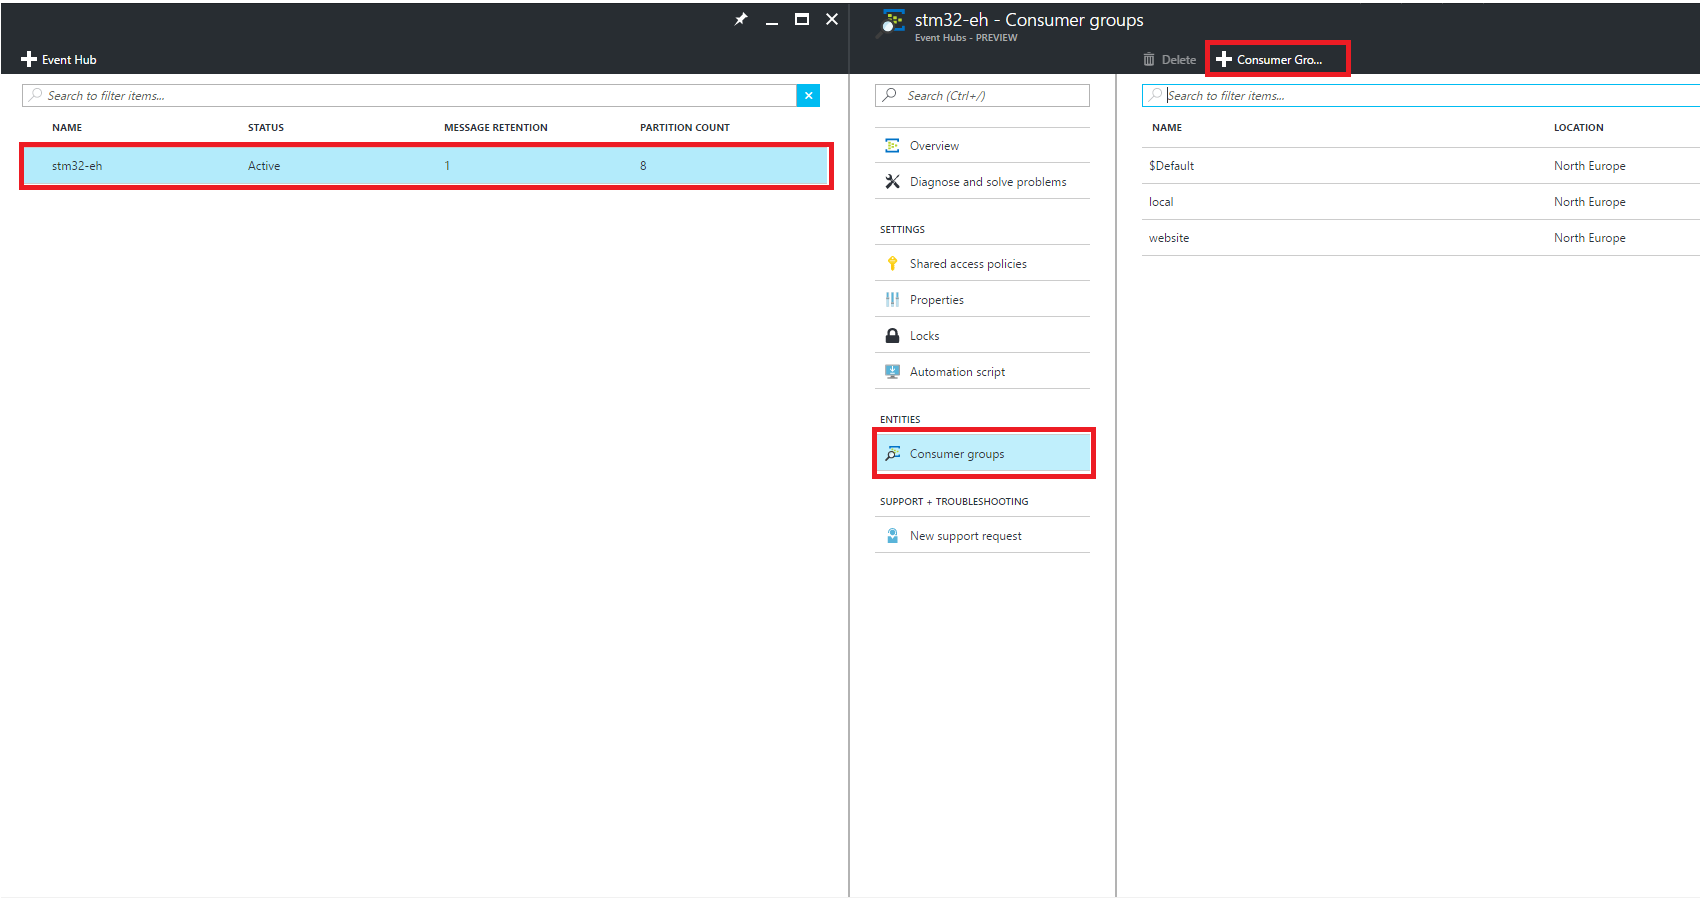 Event Hub
Search to filter items...
NAME STATUS MESSAGE RETENTION PARTITION COUNT
stm32-eh Active 1 8
stm32-eh - Consumer groups
Event Hubs - PREVIEW
Search (Ctrl+/)
Overview
Diagnose and solve problems
SETTINGS
Shared access policies
Properties
Locks
Automation script
ENTITIES
Consumer groups
SUPPORT + TROUBLESHOOTING
New support request
Delete Consumer Gro...
Search to filter items...
NAME LOCATION
$Default North Europe
local North Europe
website North Europe